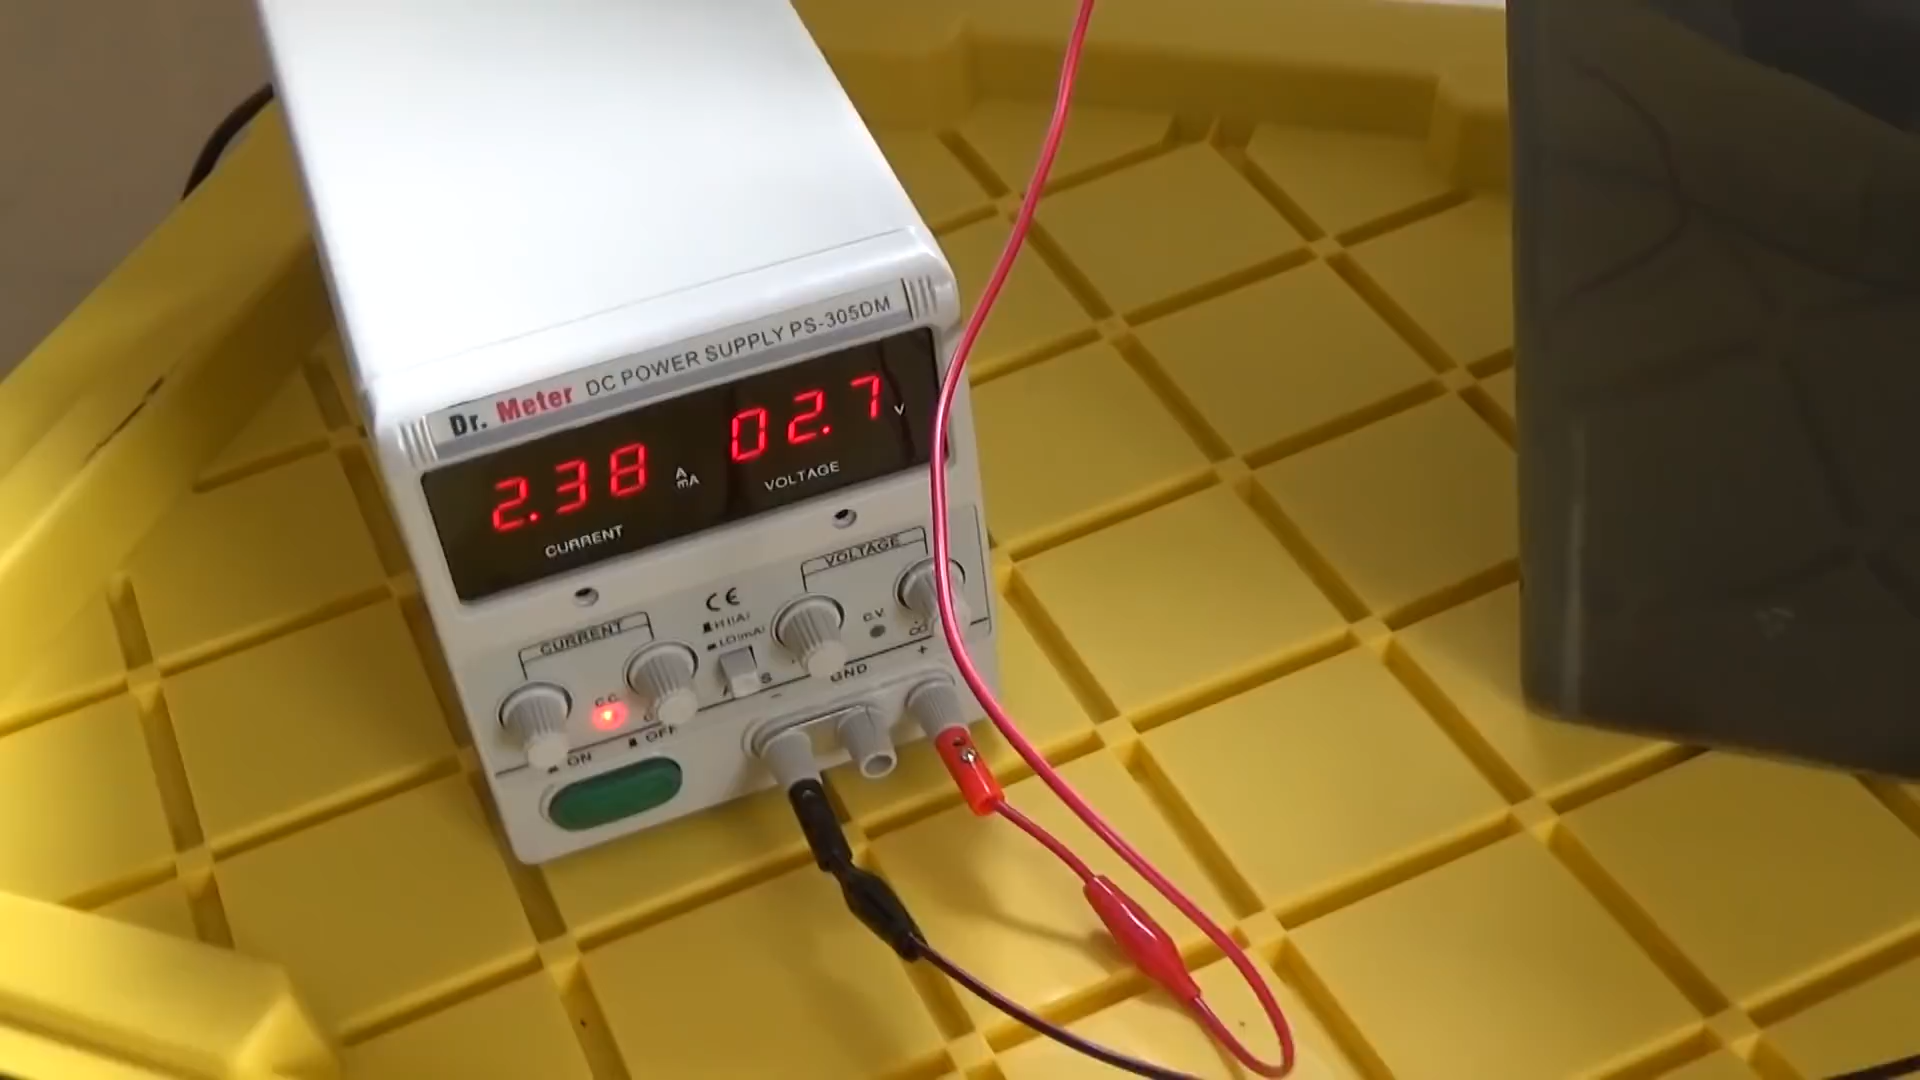 Dr. Meter DC POWER SUPPLY PS-305DM
2.38 A mA 02.7 V
CURRENT VOLTAGE
CURRENT CE VOLTAGE
HI(A)
LO(mA)
C.V.
C.C.
GND
- +
ON OFF